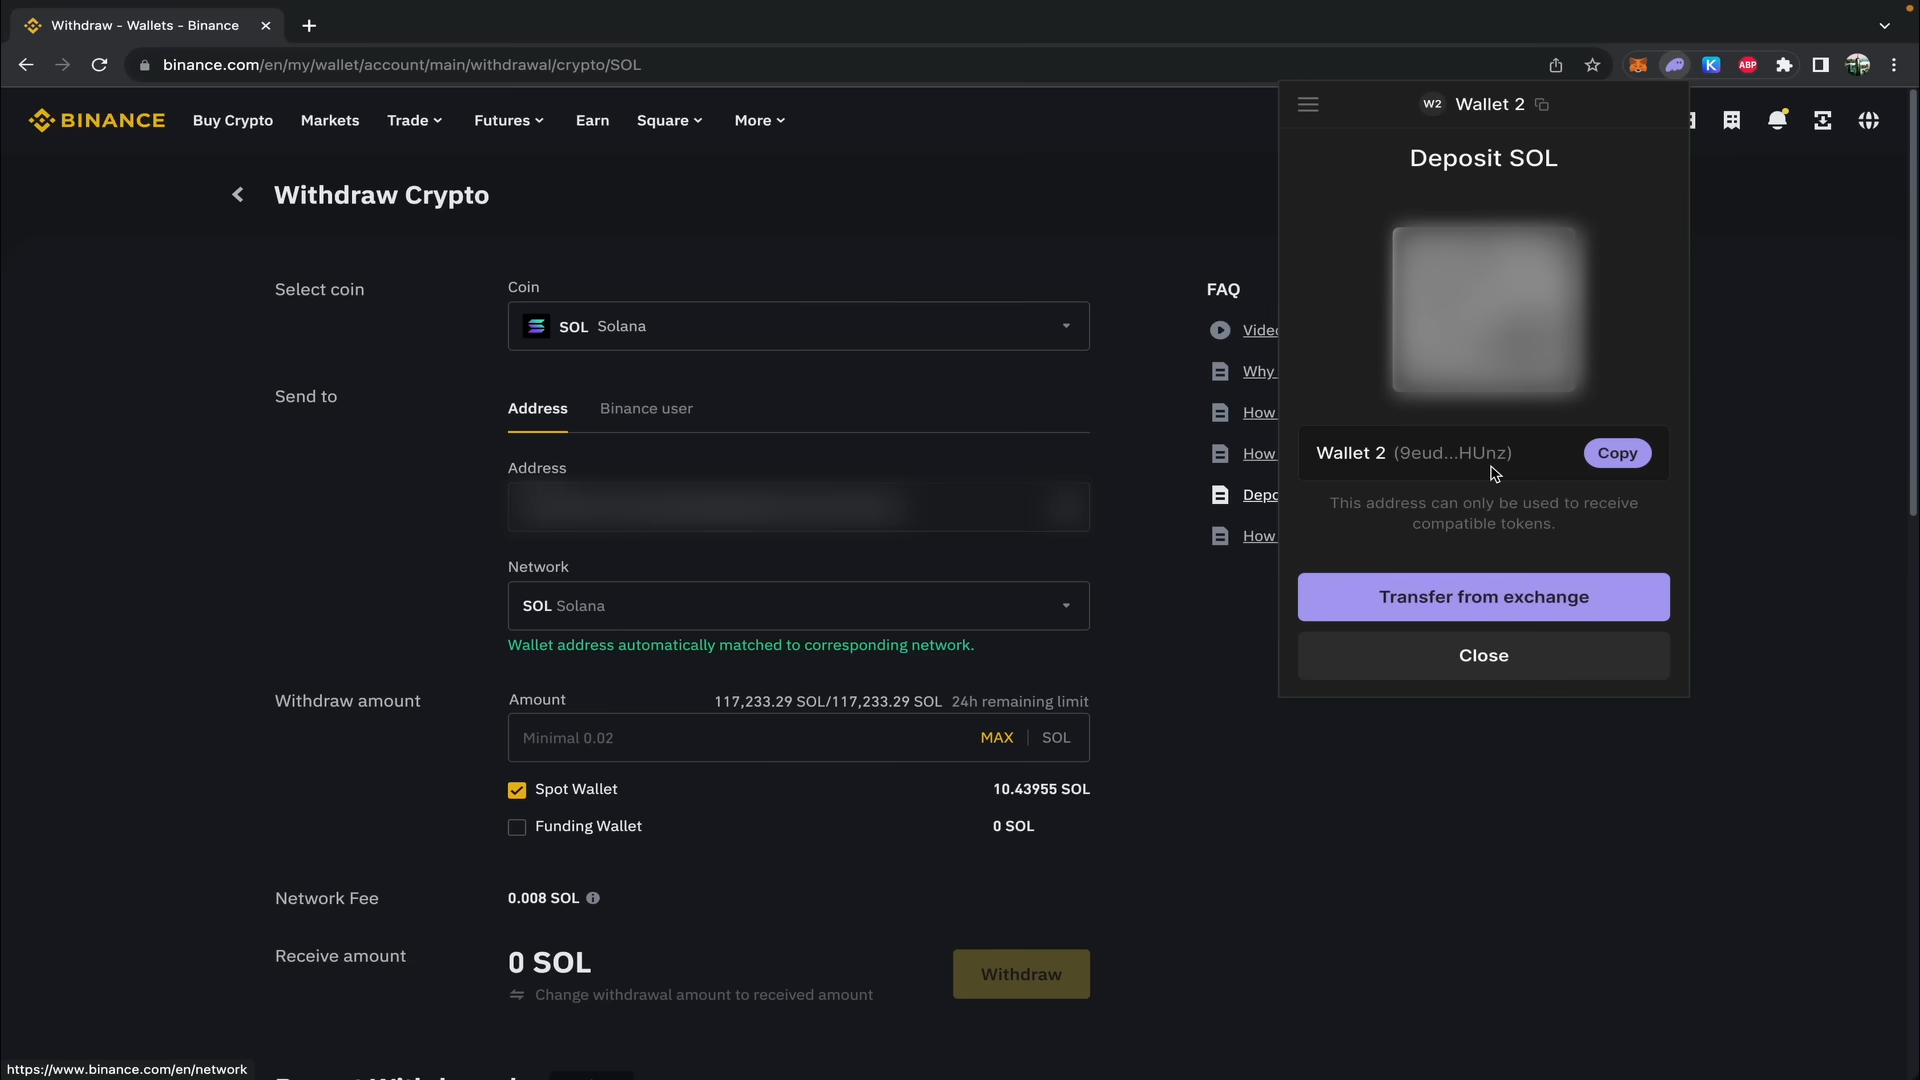 Withdraw - Wallets - Binance
binance.com/en/my/wallet/account/main/withdrawal/crypto/SOL
K
ABP
BINANCE
Buy Crypto
Markets
Trade
Futures
Earn
Square
More
W2 Wallet 2
Deposit SOL
Withdraw Crypto
Select coin
Coin
SOL Solana
Send to
Address
Binance user
Address
Network
SOL Solana
Wallet address automatically matched to corresponding network.
Withdraw amount
Amount
117,233.29 SOL/117,233.29 SOL 24h remaining limit
Minimal 0.02
MAX
SOL
Spot Wallet
10.43955 SOL
Funding Wallet
0 SOL
Network Fee
0.008 SOL
Receive amount
0 SOL
Change withdrawal amount to received amount
Withdraw
FAQ
Why
How
How
How
Wallet 2 (9eud...HUnz)
Copy
This address can only be used to receive
compatible tokens.
Transfer from exchange
Close
https://www.binance.com/en/network